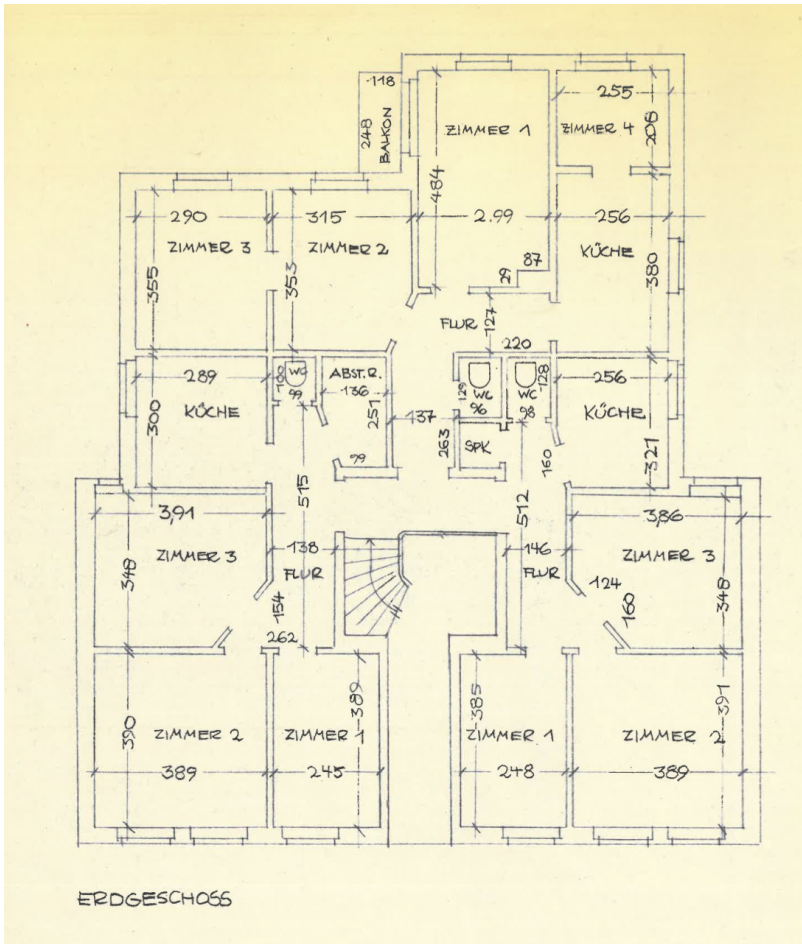 118
255
248
BALKON
ZIMMER 1
ZIMMER 4
208
484
290
315
2.99
256
ZIMMER 3
ZIMMER 2
KÜCHE
355
353
87
29
380
FLUR
127
220
289
100
WC
99
ABST.R.
136
251
129
WC
96
WC
98
128
256
KÜCHE
300
137
KÜCHE
263
SPK
79
160
321
515
512
3,91
3,86
348
ZIMMER 3
138
FLUR
146
FLUR
ZIMMER 3
124
160
348
154
262
14
390
ZIMMER 2
389
ZIMMER 1
385
ZIMMER 1
ZIMMER 2
391
389
245
248
389
ERDGESCHOSS